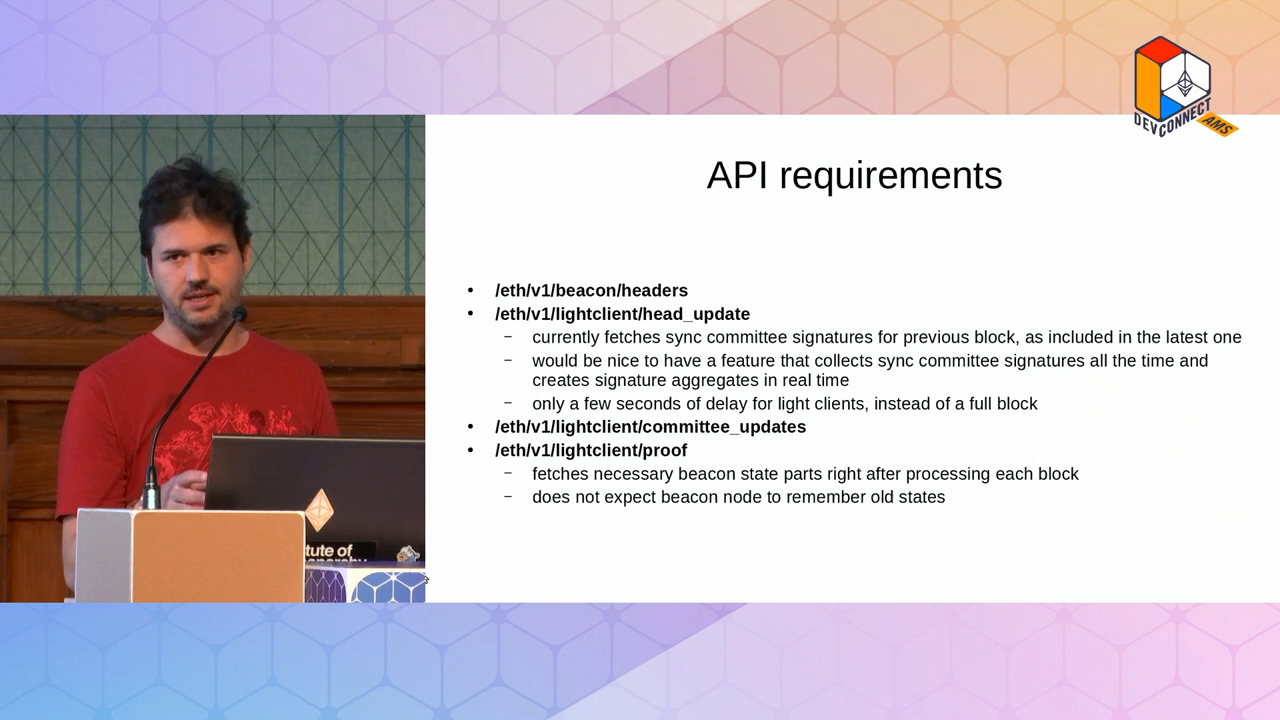 DEVCONNECT
AMS
API requirements
• /eth/v1/beacon/headers
• /eth/v1/lightclient/head_update
– currently fetches sync committee signatures for previous block, as included in the latest one
– would be nice to have a feature that collects sync committee signatures all the time and
creates signature aggregates in real time
– only a few seconds of delay for light clients, instead of a full block
• /eth/v1/lightclient/committee_updates
• /eth/v1/lightclient/proof
– fetches necessary beacon state parts right after processing each block
– does not expect beacon node to remember old states
tute of